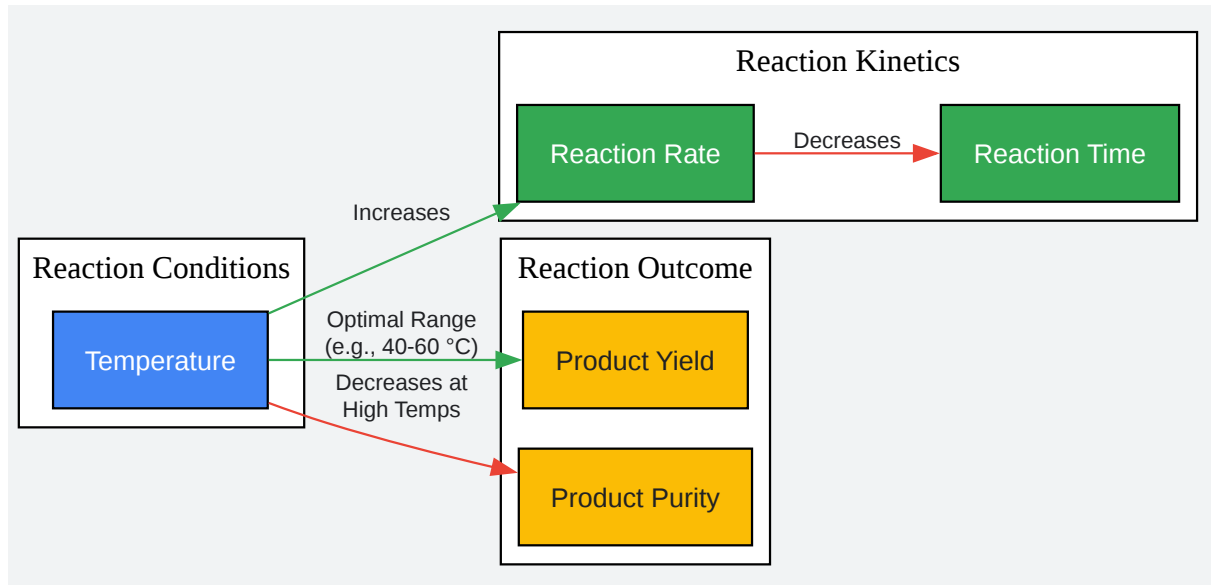 Reaction Kinetics
Reaction Rate
Decreases
Reaction Time
Increases
Reaction Conditions
Temperature
Optimal Range
(e.g., 40-60 °C)
Decreases at
High Temps
Reaction Outcome
Product Yield
Product Purity